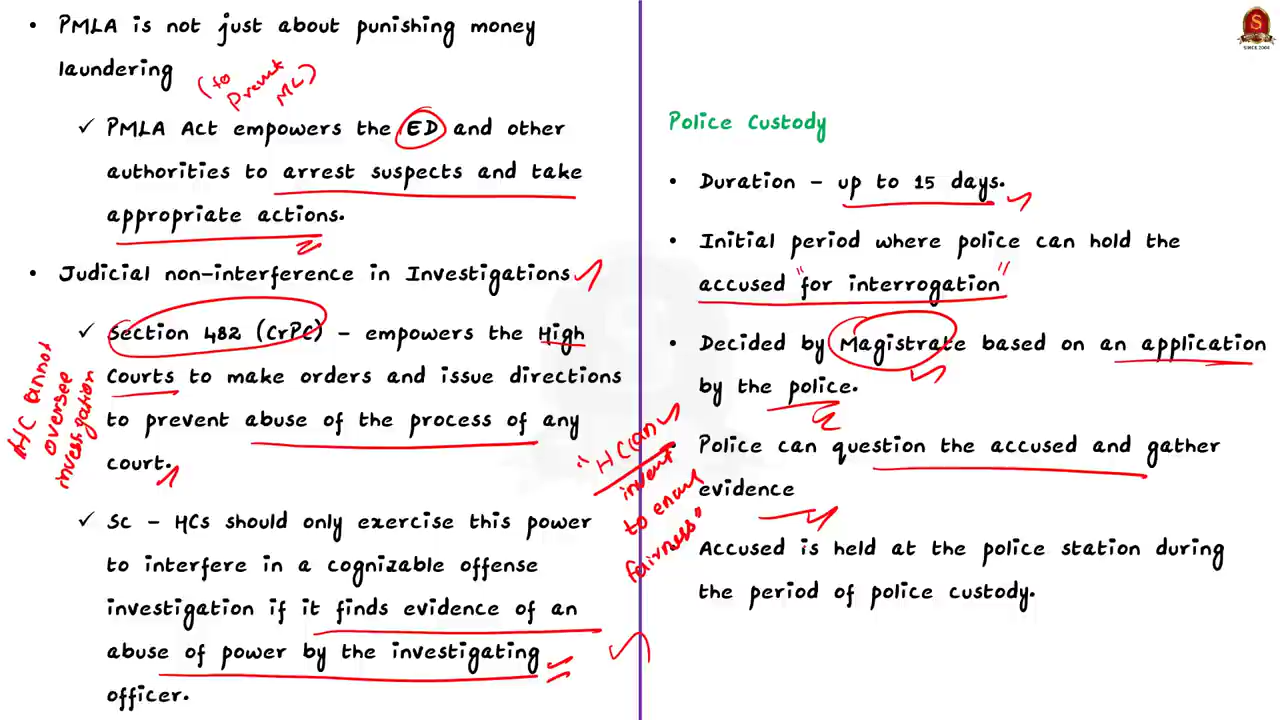 • PMLA is not just about punishing money
laundering
(to
Prevent
ML)
✓ PMLA Act empowers the ED and other
authorities to arrest suspects and take
appropriate actions.
• Judicial non-interference in Investigations
✓ Section 482 (CrPC) - empowers the High
Courts to make orders and issue directions
to prevent abuse of the process of any
court.
HC cannot
oversee
investigation
✓ SC - HCs should only exercise this power
to interfere in a cognizable offense
investigation if it finds evidence of an
abuse of power by the investigating
officer.
"HC can
to ensure
fairness"
S
SINCE 2004
Police Custody
• Duration - up to 15 days.
• Initial period where police can hold the
accused "for interrogation"
• Decided by Magistrate based on an application
by the police.
• Police can question the accused and gather
evidence
• Accused is held at the police station during
the period of police custody.